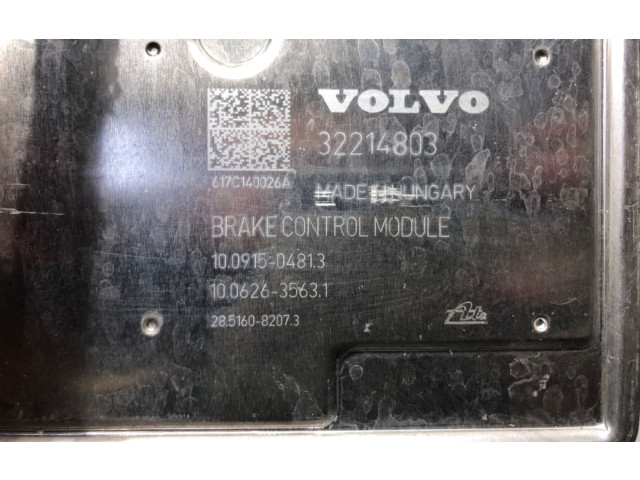 VOLVO
32214803
617C140026A
MADE HUNGARY
BRAKE CONTROL MODULE
10.0915-0481.3
10.0626-3563.1
28.5160-8207.3
Ate